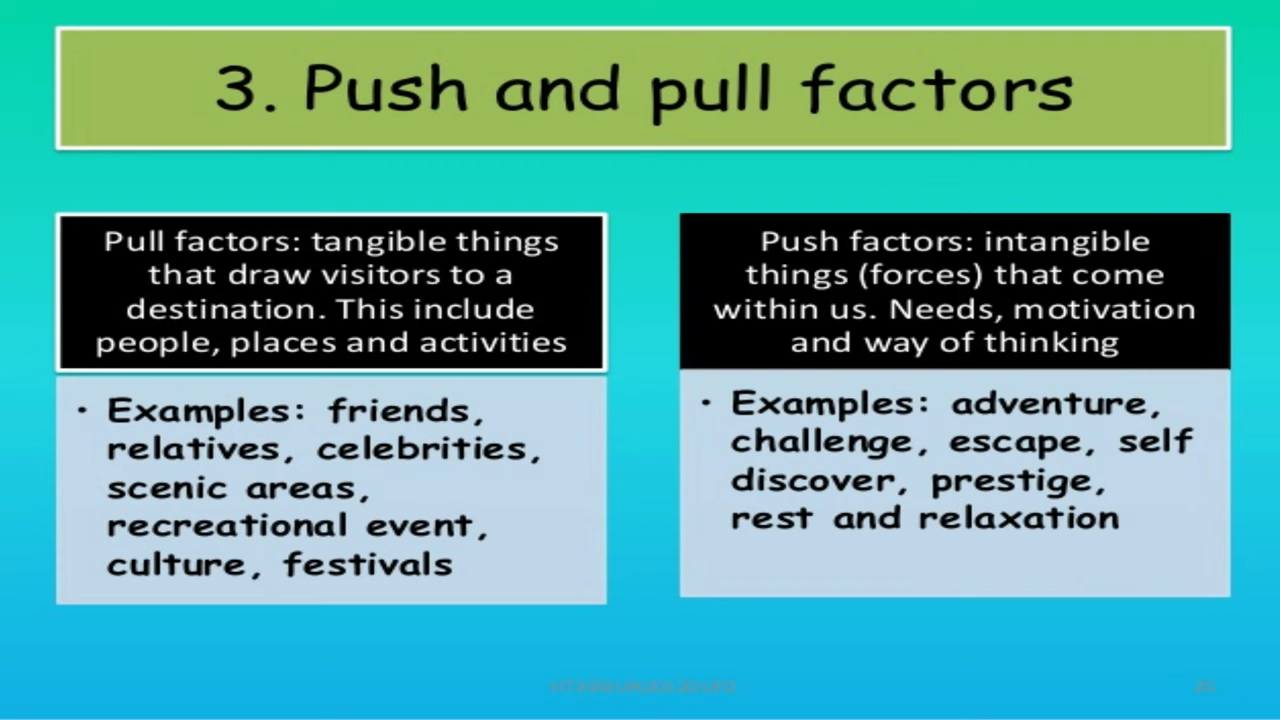 3. Push and pull factors
Pull factors: tangible things
that draw visitors to a
destination. This include
people, places and activities
• Examples: friends,
relatives, celebrities,
scenic areas,
recreational event,
culture, festivals
Push factors: intangible
things (forces) that come
within us. Needs, motivation
and way of thinking
• Examples: adventure,
challenge, escape, self
discover, prestige,
rest and relaxation